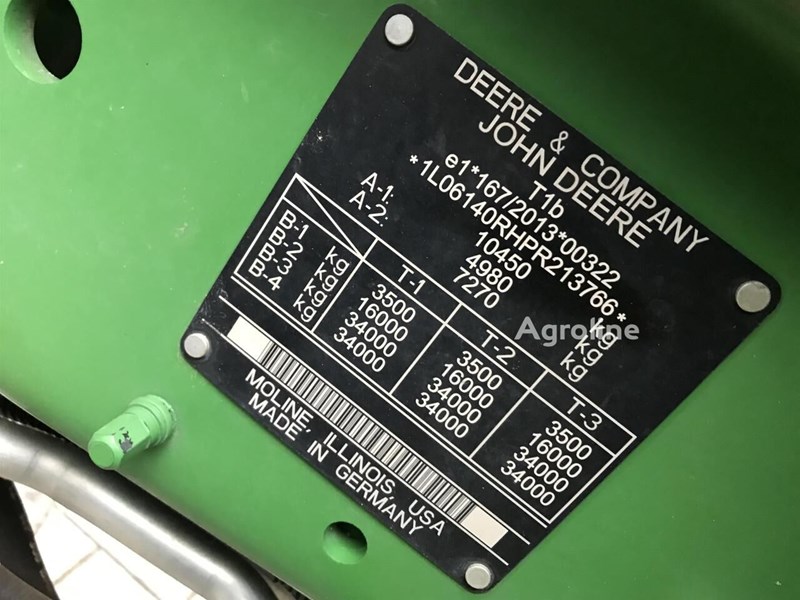 DEERE & COMPANY
JOHN DEERE
T1b
e1*167/2013*00322
*1L06140RHPR213766*
10450 kg
A-1: 4980 kg
A-2: 7270 kg
T-1 T-2 T-3
B-1 kg 3500 3500 3500
B-2 kg 16000 16000 16000
B-3 kg 34000 34000 34000
B-4 kg 34000 34000 34000
MOLINE, ILLINOIS, USA
MADE IN GERMANY
Agroline